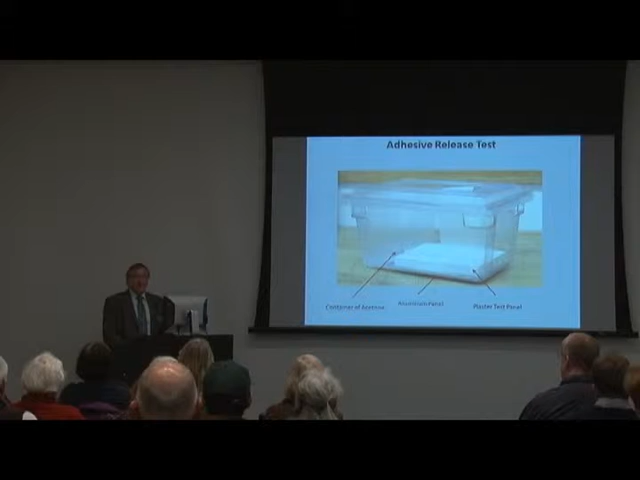 Adhesive Release Test
Container of Acetone
Aluminum Panel
Plaster Test Panel